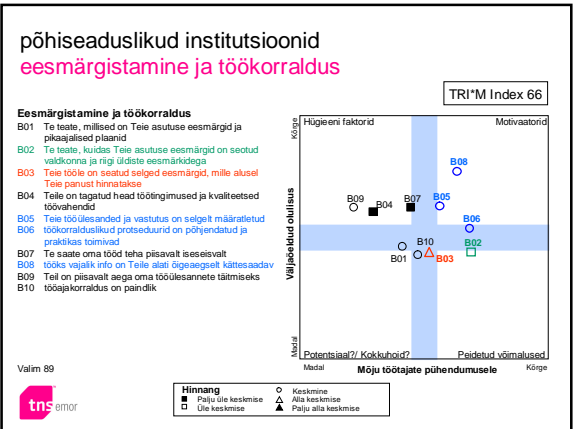 põhiseaduslikud institutsioonid
eesmärgistamine ja töökorraldus
TRI*M Index 66
Eesmärgistamine ja töökorraldus
B01 Te teate, millised on Teie asutuse eesmärgid ja
pikaajalised plaanid
B02 Te teate, kuidas Teie asutuse eesmärgid on seotud
valdkonna ja riigi üldiste eesmärkidega
B03 Teie tööle on seatud selged eesmärgid, mille alusel
Teie panust hinnatakse
B04 Teile on tagatud head töötingimused ja kvaliteetsed
töövahendid
B05 Teie tööülesanded ja vastutus on selgelt määratletud
B06 töökorralduslikud protseduurid on põhjendatud ja
praktikas toimivad
B07 Te saate oma tööd teha piisavalt iseseisvalt
B08 tööks vajalik info on Teile alati õigeaegselt kättesaadav
B09 Teil on piisavalt aega oma tööülesannete täitmiseks
B10 tööajakorraldus on paindlik
Kõrge
Hügieeni faktorid
Motivaatorid
B08
B09
B04
B07
B05
B06
Väljaöeldud olulisus
B10
B01
B03
B02
Madal
Potentsiaal?/ Kokkuhoid?
Peidetud võimalused
Madal
Mõju töötajate pühendumusele
Kõrge
Valim 89
Hinnang
Palju üle keskmise
Üle keskmise
Keskmine
Alla keskmise
Palju alla keskmise
tns emor